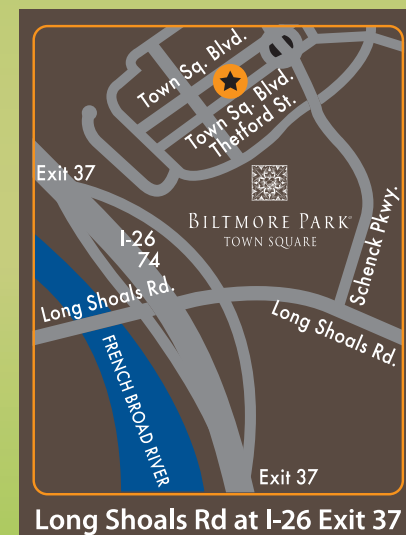 Town Sq. Blvd.
Town Sq. Blvd.
Thetford St.
Exit 37
BILTMORE PARK®
TOWN SQUARE
I-26
74
Schenck Pkwy.
Long Shoals Rd.
Long Shoals Rd.
FRENCH BROAD RIVER
Exit 37
Long Shoals Rd at I-26 Exit 37